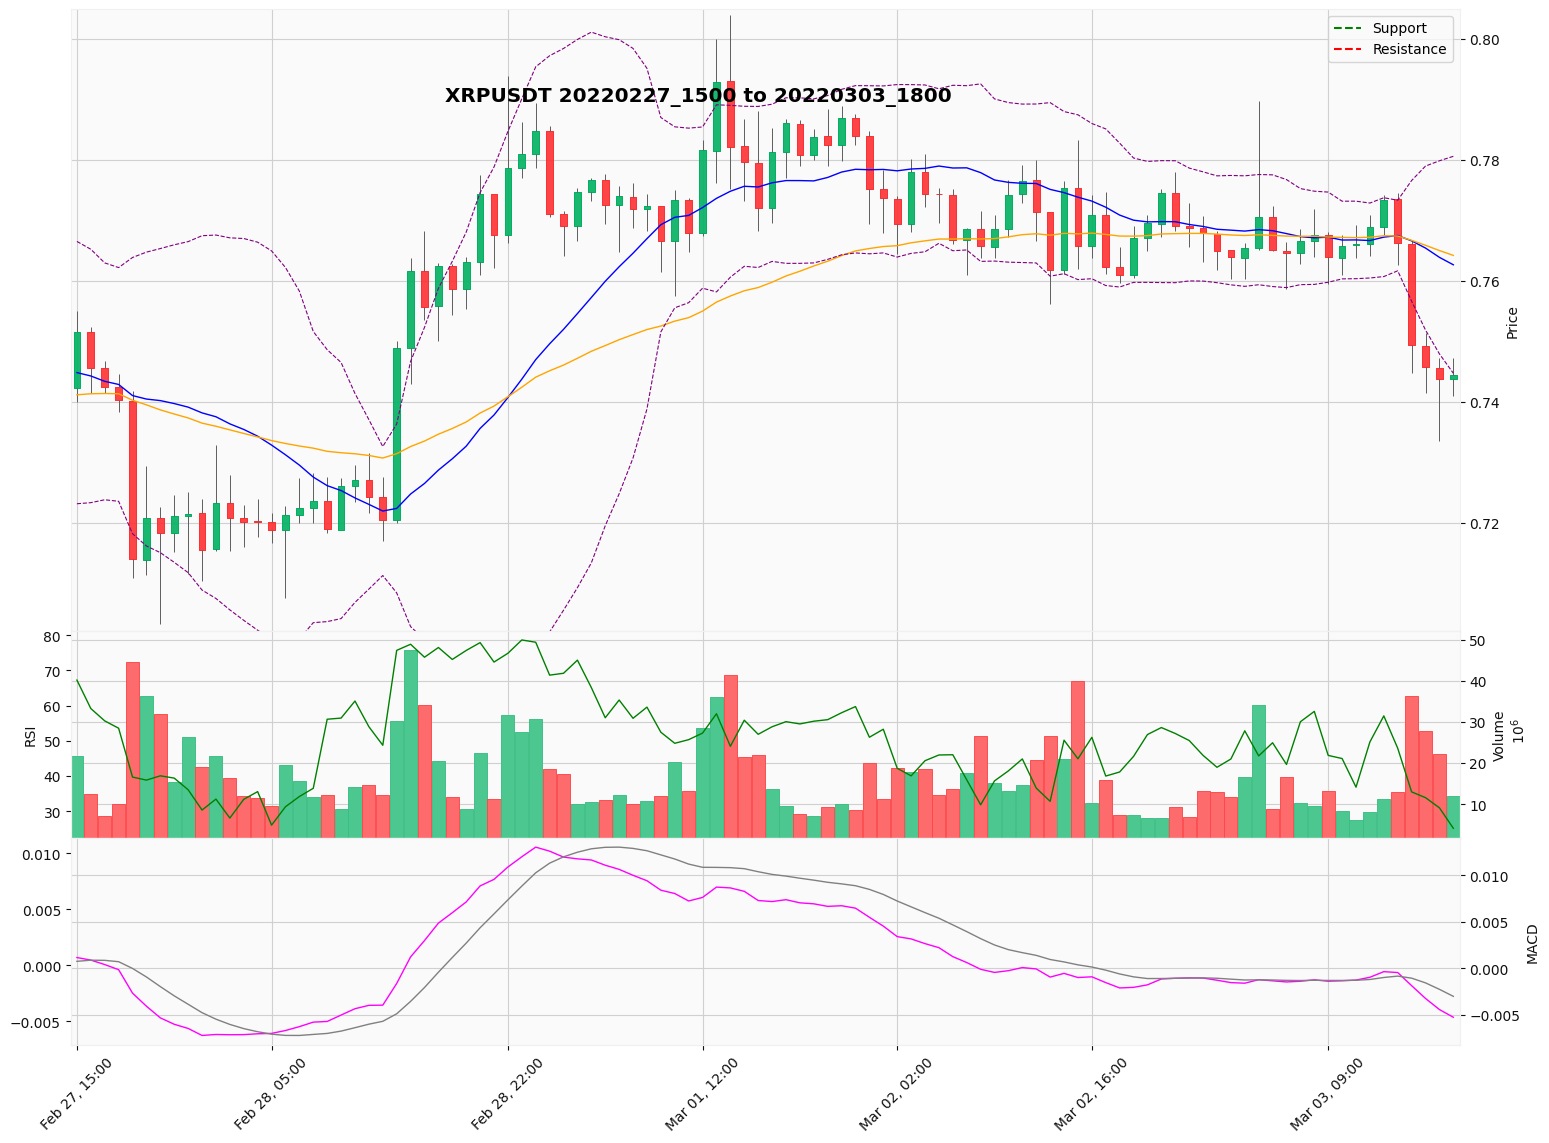 XRPUSDT 20220227_1500 to 20220303_1800
Support
Resistance
0.80
0.78
0.76
0.74
0.72
Price
80
70
60
50
40
30
RSI
50
40
30
20
10
Volume
10^6
0.010
0.005
0.000
−0.005
0.010
0.005
0.000
−0.005
MACD
Feb 27, 15:00
Feb 28, 05:00
Feb 28, 22:00
Mar 01, 12:00
Mar 02, 02:00
Mar 02, 16:00
Mar 03, 09:00